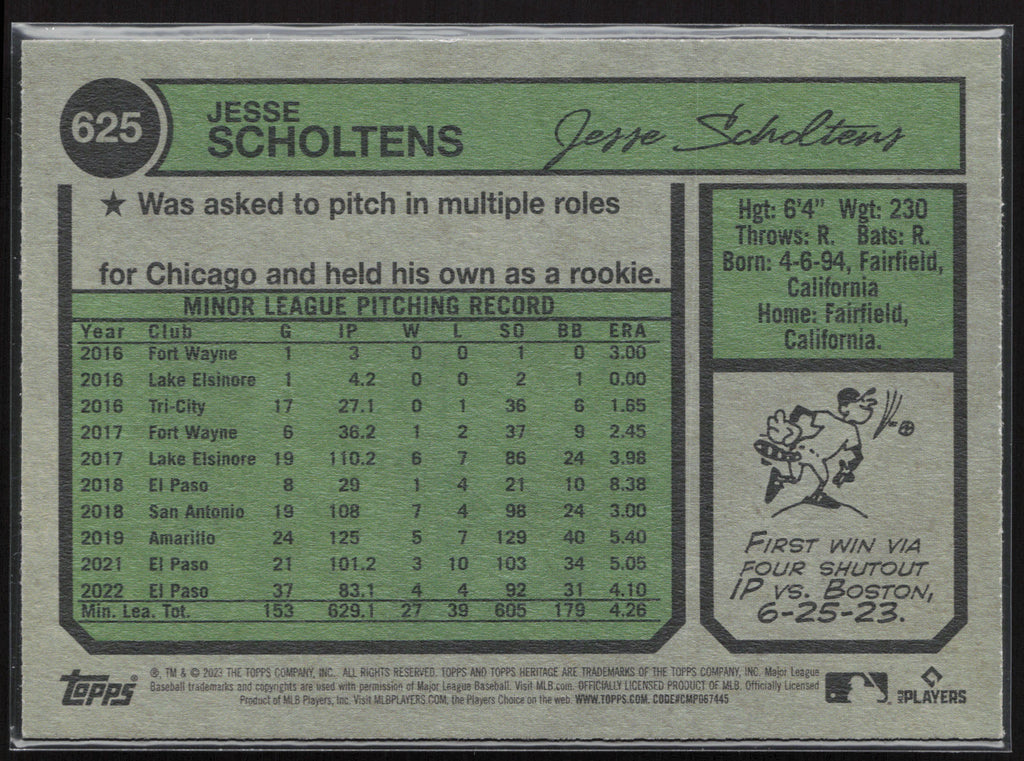 625
JESSE
SCHOLTENS
Jesse Scholtens
★ Was asked to pitch in multiple roles
for Chicago and held his own as a rookie.
MINOR LEAGUE PITCHING RECORD
Year Club G IP W L SO BB ERA
2016 Fort Wayne 1 3 0 0 1 0 3.00
2016 Lake Elsinore 1 4.2 0 0 2 1 0.00
2016 Tri-City 17 27.1 0 1 36 6 1.65
2017 Fort Wayne 6 36.2 1 2 37 9 2.45
2017 Lake Elsinore 19 110.2 6 7 86 24 3.98
2018 El Paso 8 29 1 4 21 10 8.38
2018 San Antonio 19 108 7 4 98 24 3.00
2019 Amarillo 24 125 5 7 129 40 5.40
2021 El Paso 21 101.2 3 10 103 34 5.05
2022 El Paso 37 83.1 4 4 92 31 4.10
Min. Lea. Tot. 153 629.1 27 39 605 179 4.26
Hgt: 6'4" Wgt: 230
Throws: R. Bats: R.
Born: 4-6-94, Fairfield,
California
Home: Fairfield,
California.
FIRST WIN VIA
FOUR SHUTOUT
IP VS. BOSTON,
6-25-23.
topps®
®, TM & © 2023 THE TOPPS COMPANY, INC. ALL RIGHTS RESERVED. TOPPS AND TOPPS HERITAGE ARE TRADEMARKS OF THE TOPPS COMPANY, INC. Major League
Baseball trademarks and copyrights are used with permission of Major League Baseball. Visit MLB.com. OFFICIALLY LICENSED PRODUCT OF MLB. Officially Licensed
Product of MLB Players, Inc. Visit MLBPLAYERS.COM, the Players Choice on the web. WWW.TOPPS.COM. CODE#CMP067445
PLAYERS